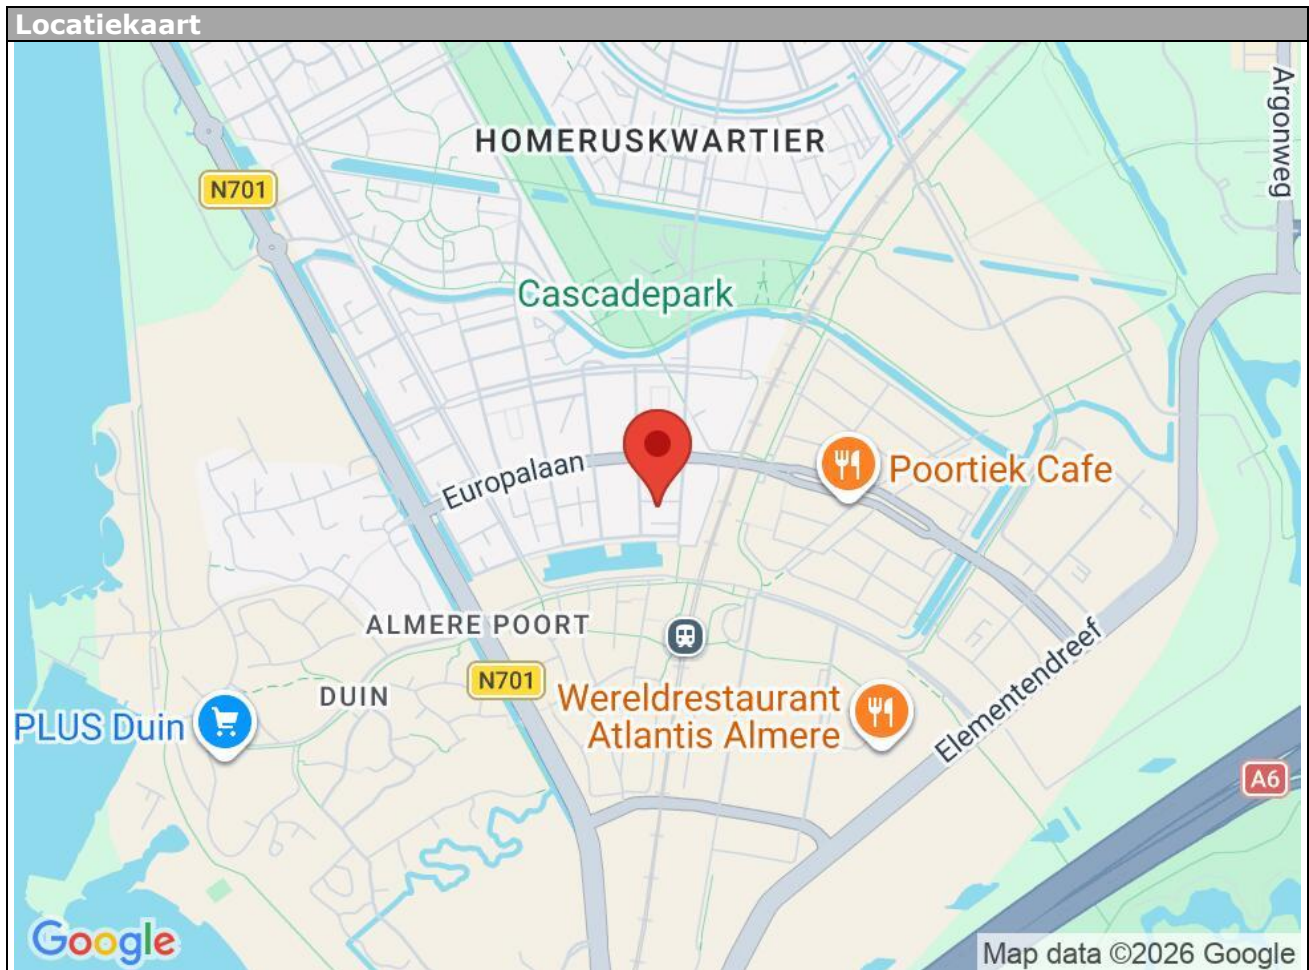 Locatiekaart
Argonweg
HOMERUSKWARTIER
N701
Cascadepark
Europalaan
Poortiek Cafe
ALMERE POORT
N701
DUIN
Wereldrestaurant
Atlantis Almere
PLUS Duin
Elementendreef
A6
Google
Map data ©2026 Google